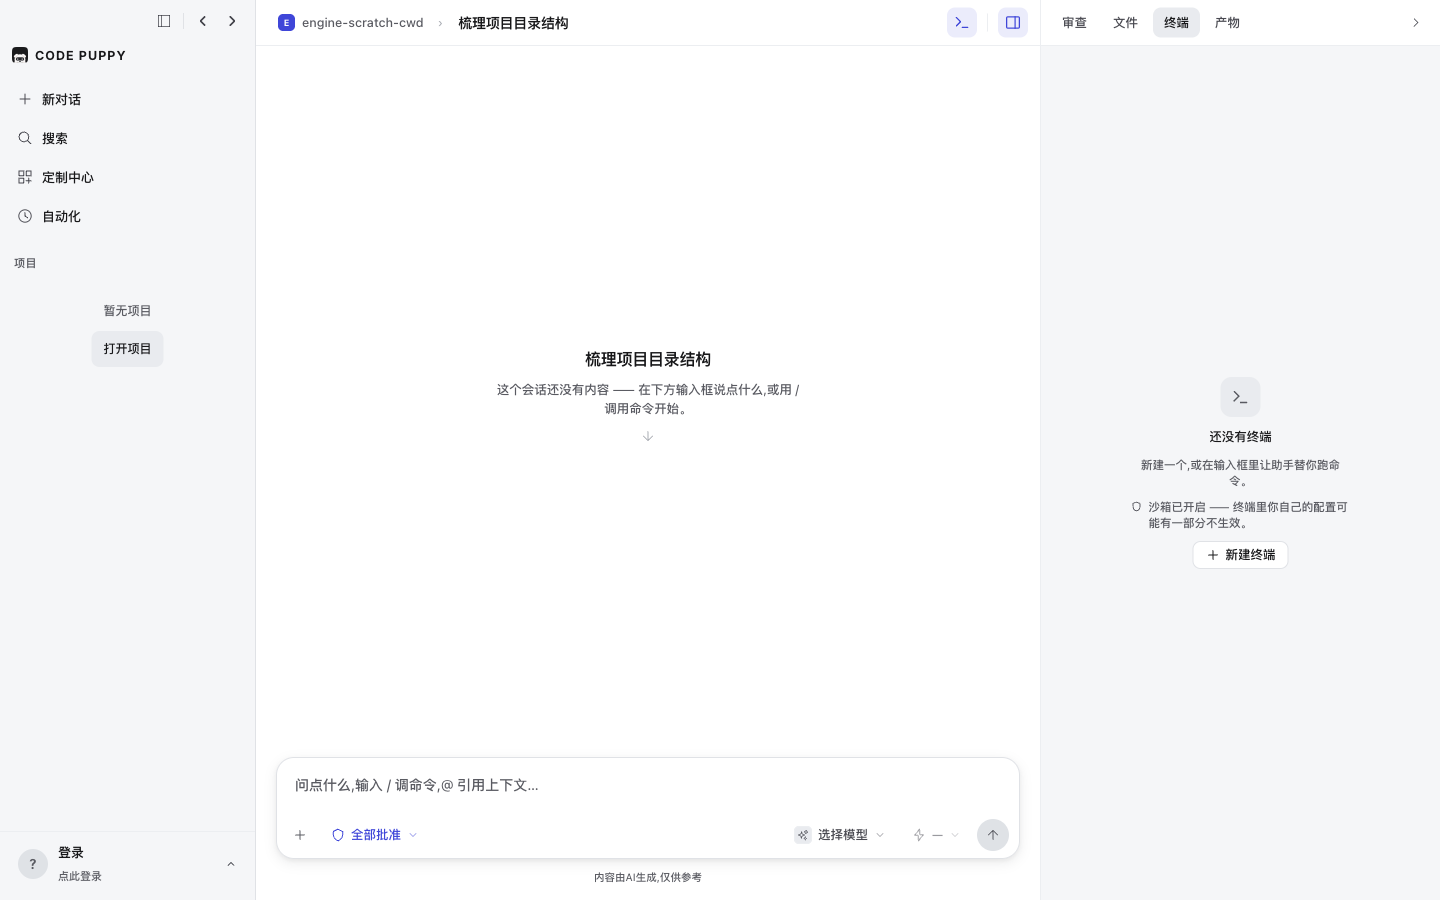 CODE PUPPY
新对话
搜索
定制中心
自动化
项目
暂无项目
打开项目
?
登录
点此登录
E engine-scratch-cwd › 梳理项目目录结构
梳理项目目录结构
这个会话还没有内容 —— 在下方输入框说点什么,或用 /
调用命令开始。
问点什么,输入 / 调命令,@ 引用上下文...
全部批准
选择模型
—
内容由AI生成,仅供参考
审查 文件 终端 产物
还没有终端
新建一个,或在输入框里让助手替你跑命
令。
沙箱已开启 —— 终端里你自己的配置可
能有一部分不生效。
新建终端